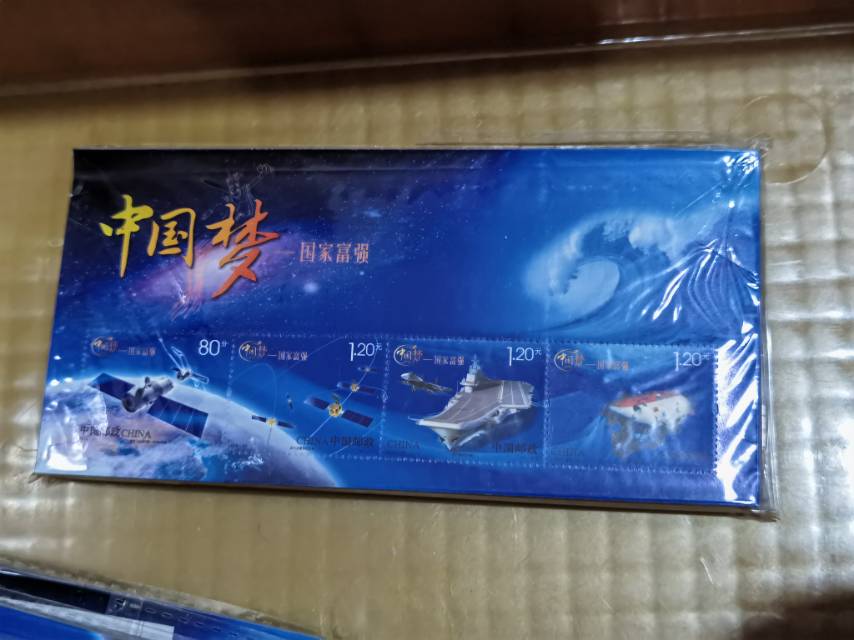 中国梦
国家富强
中国梦 国家富强
80分
中国邮政 CHINA
中国梦 国家富强
1.20元
CHINA 中国邮政
中国梦 国家富强
1.20元
CHINA 中国邮政
中国梦 国家富强
1.20元